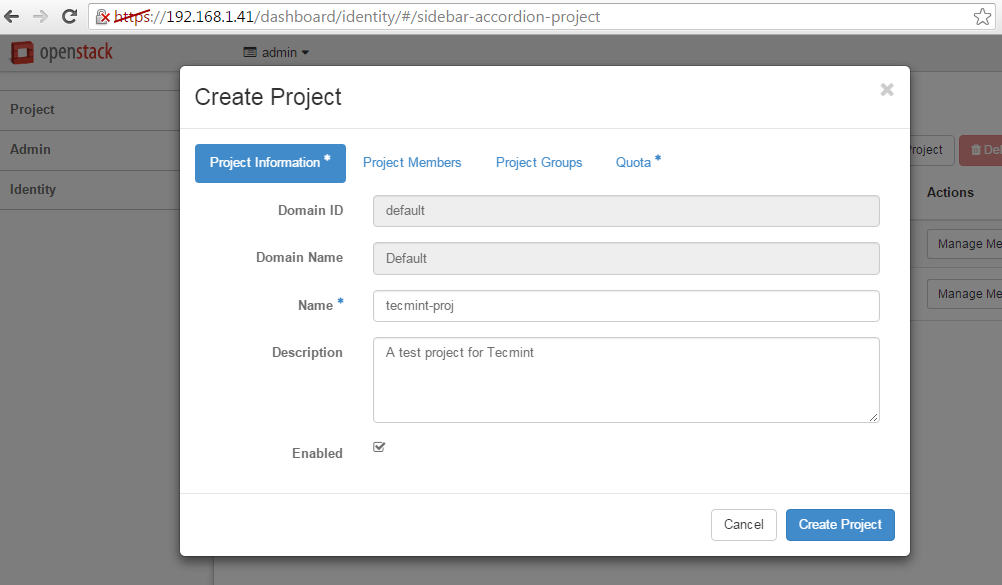 https://192.168.1.41/dashboard/identity/#/sidebar-accordion-project
openstack
admin
Project
Admin
Identity
Create Project
Project Information *
Project Members
Project Groups
Quota *
Domain ID
default
Domain Name
Default
Name *
tecmint-proj
Description
A test project for Tecmint
Enabled
Cancel
Create Project
Actions
Manage Me
Manage Me